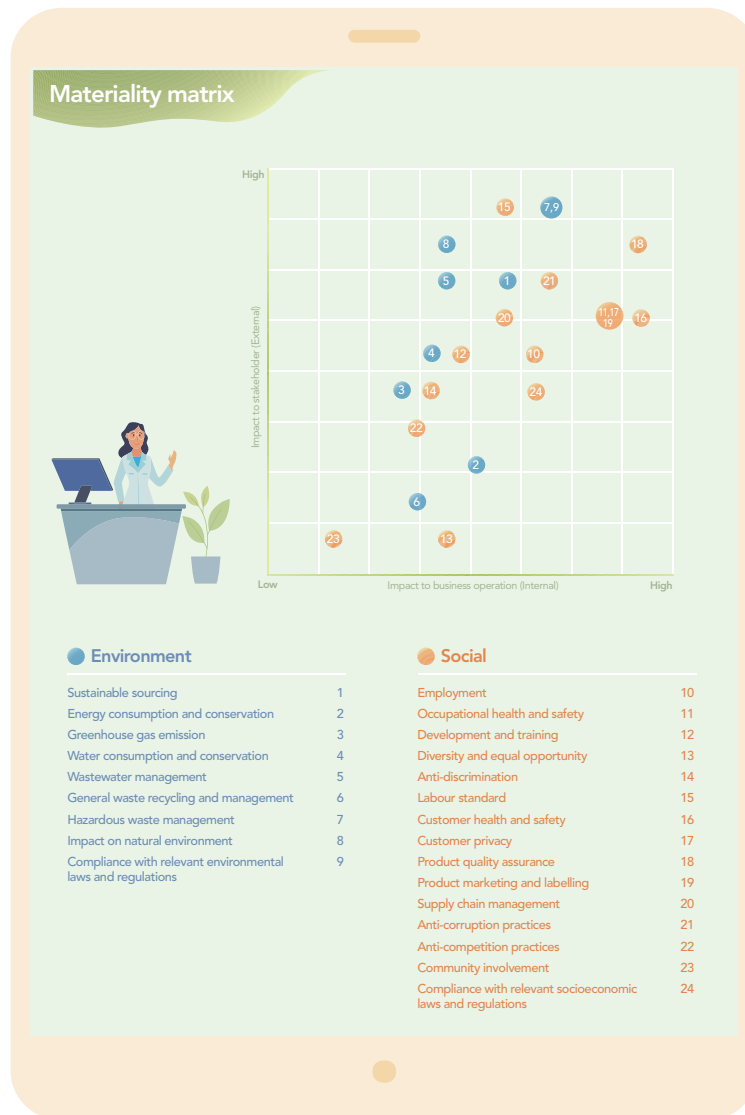 Materiality matrix
High
15
7,9
8
18
5
1
21
20
11,17
19
16
4
12
10
3
14
24
22
2
6
23
13
Impact to stakeholder (External)
Low
Impact to business operation (Internal)
High
Environment
Sustainable sourcing 1
Energy consumption and conservation 2
Greenhouse gas emission 3
Water consumption and conservation 4
Wastewater management 5
General waste recycling and management 6
Hazardous waste management 7
Impact on natural environment 8
Compliance with relevant environmental 9
laws and regulations
Social
Employment 10
Occupational health and safety 11
Development and training 12
Diversity and equal opportunity 13
Anti-discrimination 14
Labour standard 15
Customer health and safety 16
Customer privacy 17
Product quality assurance 18
Product marketing and labelling 19
Supply chain management 20
Anti-corruption practices 21
Anti-competition practices 22
Community involvement 23
Compliance with relevant socioeconomic 24
laws and regulations